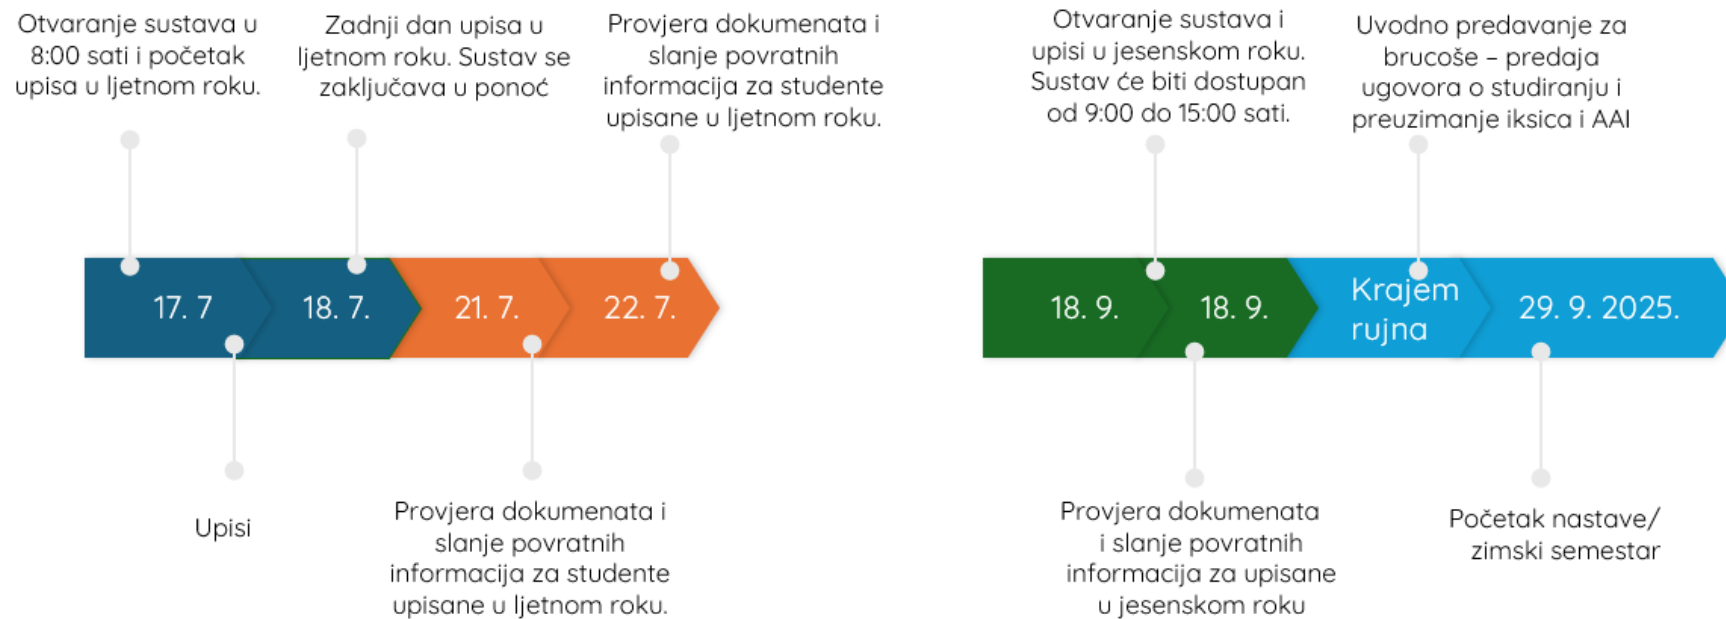 Otvaranje sustava u
8:00 sati i početak
upisa u ljetnom roku.
Zadnji dan upisa u
ljetnom roku. Sustav se
zaključava u ponoć
Provjera dokumenata i
slanje povratnih
informacija za studente
upisane u ljetnom roku.
Otvaranje sustava i
upisi u jesenskom roku.
Sustav će biti dostupan
od 9:00 do 15:00 sati.
Uvodno predavanje za
brucoše – predaja
ugovora o studiranju i
preuzimanje iksica i AAI
17. 7
18. 7.
21. 7.
22. 7.
18. 9.
18. 9.
Krajem
rujna
29. 9. 2025.
Upisi
Provjera dokumenata i
slanje povratnih
informacija za studente
upisane u ljetnom roku.
Provjera dokumenata
i slanje povratnih
informacija za upisane
u jesenskom roku
Početak nastave/
zimski semestar